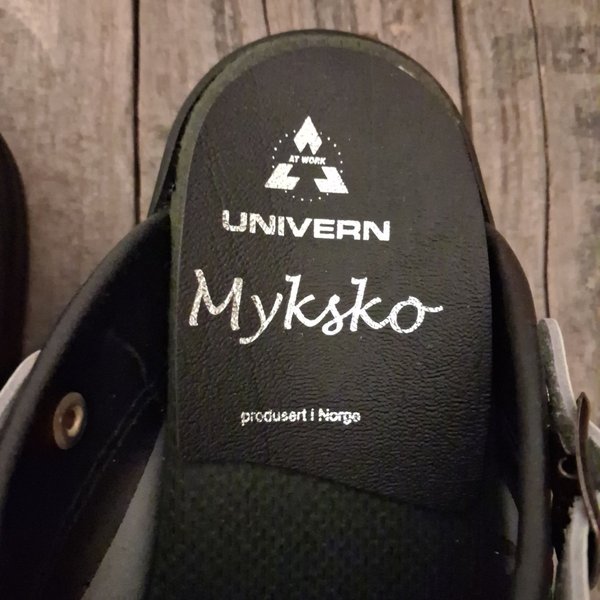 AT WORK
UNIVERN
Myksko
produsert i Norge